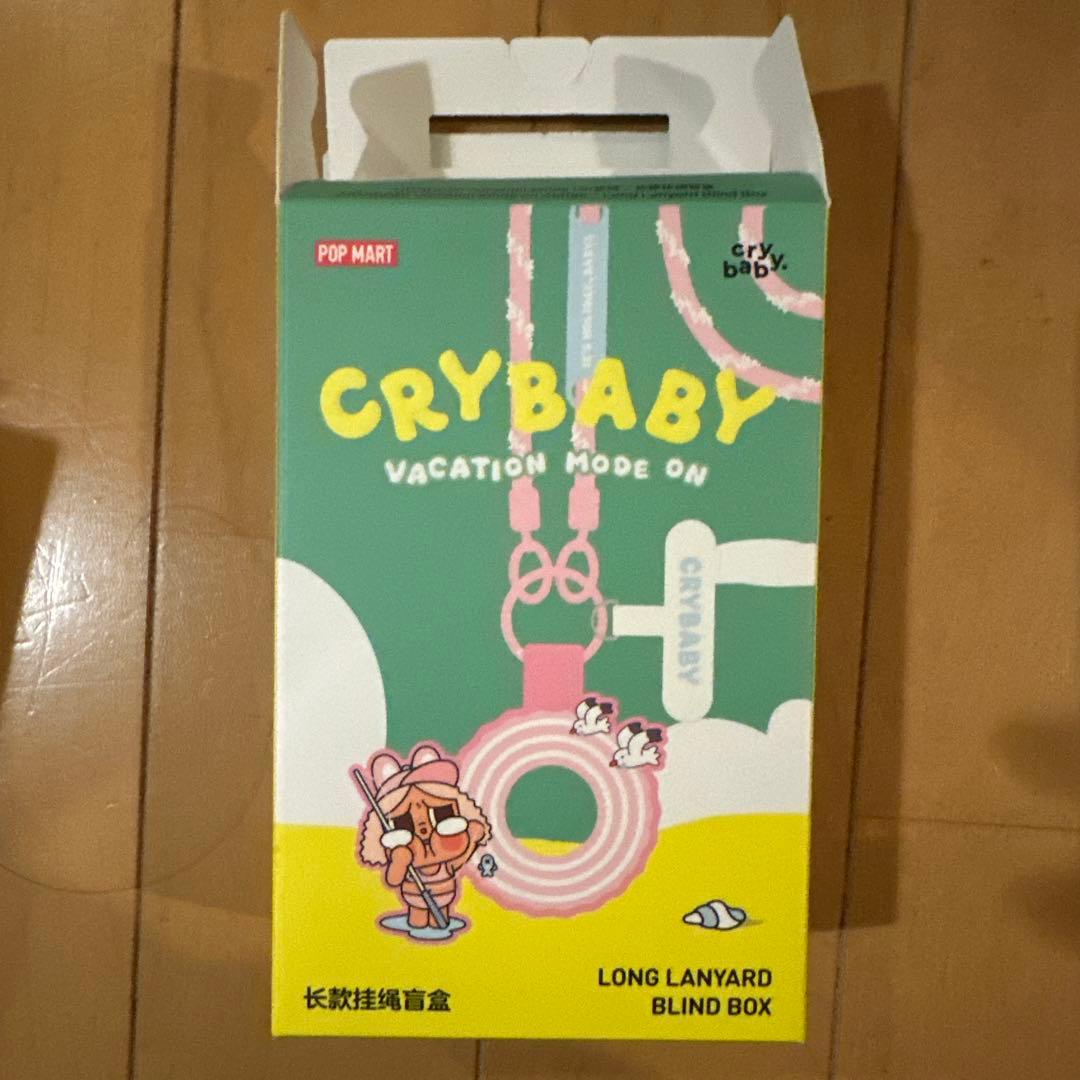 POP MART
cry
baby.
CRYBABY
VACATION MODE ON
CRYBABY
长款挂绳盲盒
LONG LANYARD
BLIND BOX